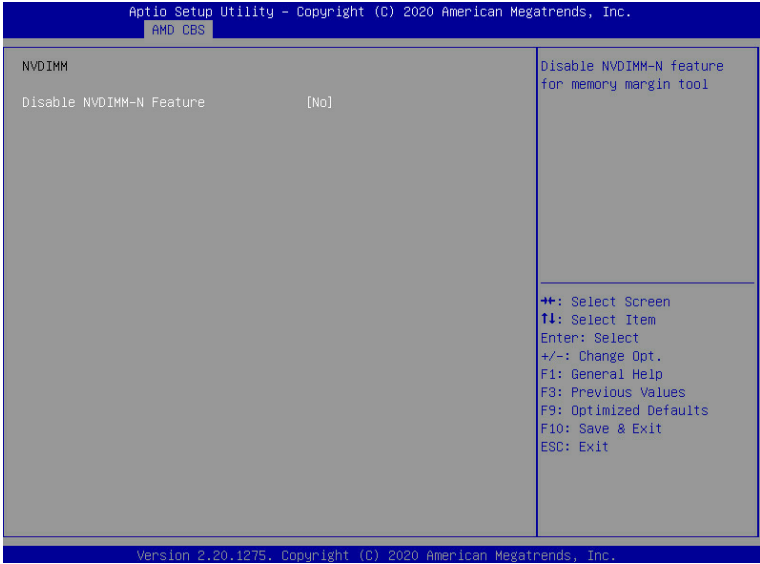 Aptio Setup Utility – Copyright (C) 2020 American Megatrends, Inc.
AMD CBS
NVDIMM
Disable NVDIMM-N Feature [No]
Disable NVDIMM-N feature
for memory margin tool
→←: Select Screen
↑↓: Select Item
Enter: Select
+/-: Change Opt.
F1: General Help
F3: Previous Values
F9: Optimized Defaults
F10: Save & Exit
ESC: Exit
Version 2.20.1275. Copyright (C) 2020 American Megatrends, Inc.